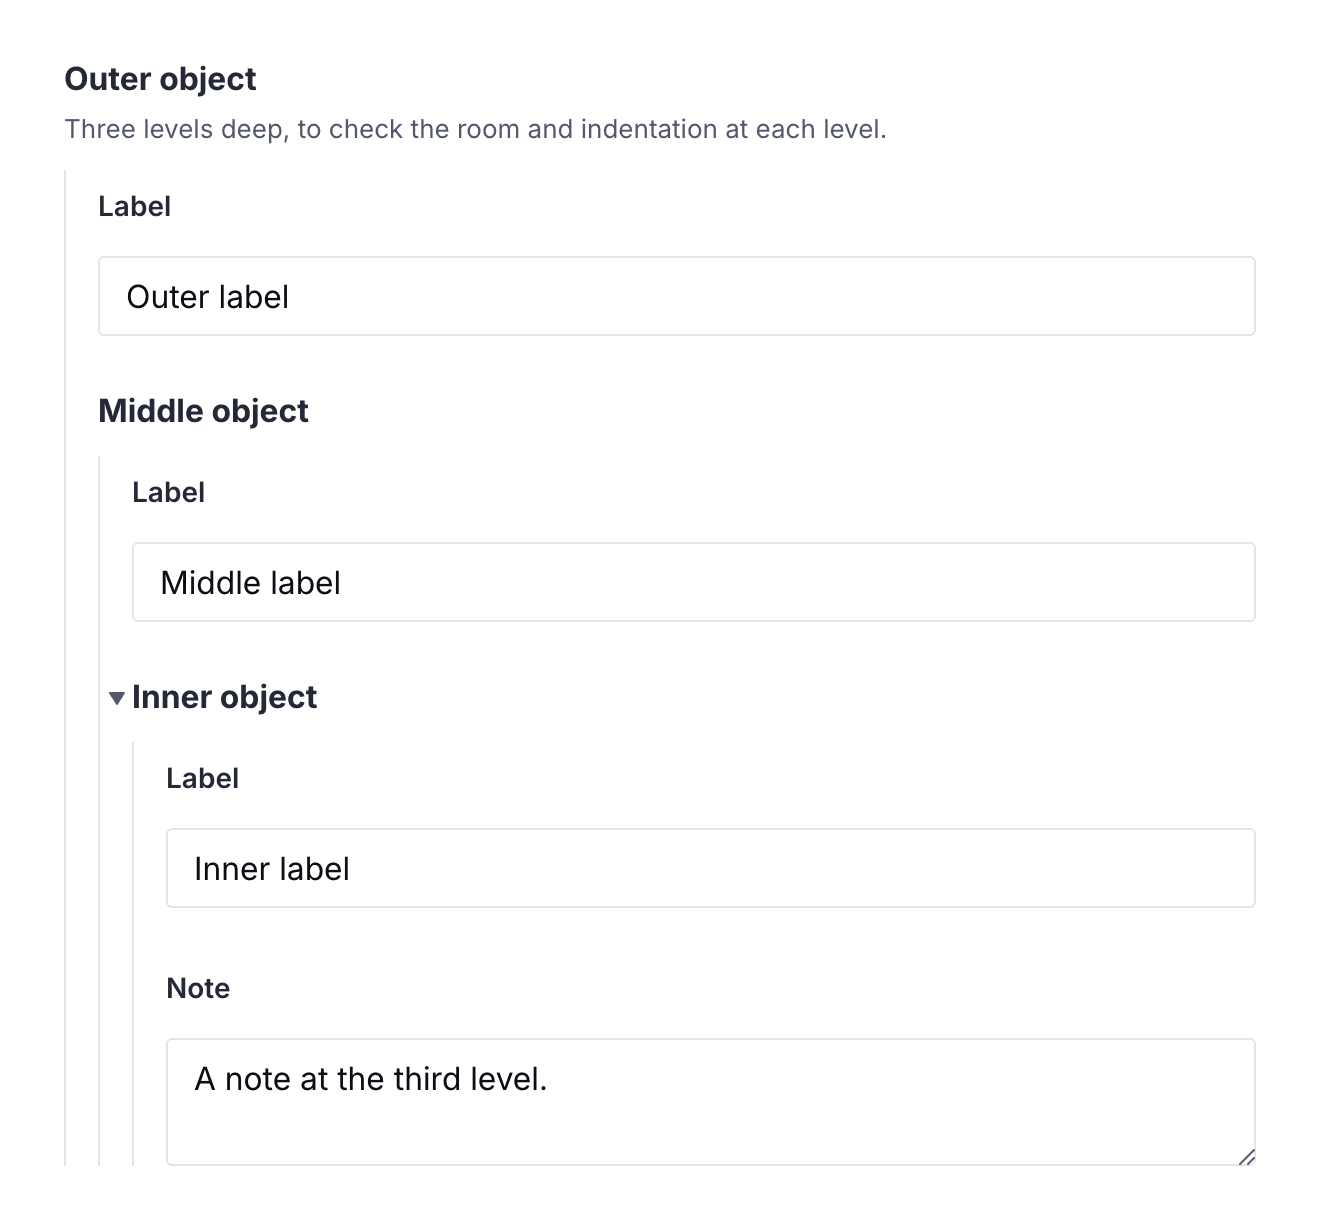 Outer object
Three levels deep, to check the room and indentation at each level.
Label
Outer label
Middle object
Label
Middle label
Inner object
Label
Inner label
Note
A note at the third level.